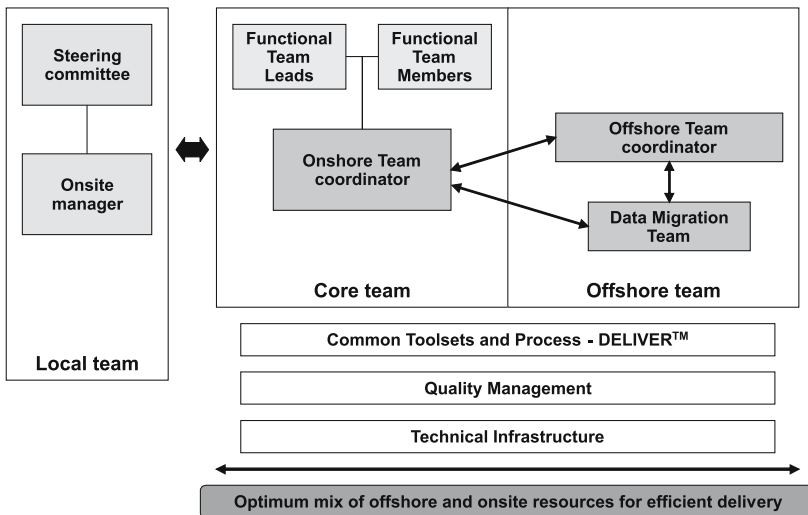 Steering
committee
Onsite
manager
Local team
Functional
Team
Leads
Functional
Team
Members
Onshore Team
coordinator
Core team
Offshore Team
coordinator
Data Migration
Team
Offshore team
Common Toolsets and Process - DELIVER™
Quality Management
Technical Infrastructure
Optimum mix of offshore and onsite resources for efficient delivery